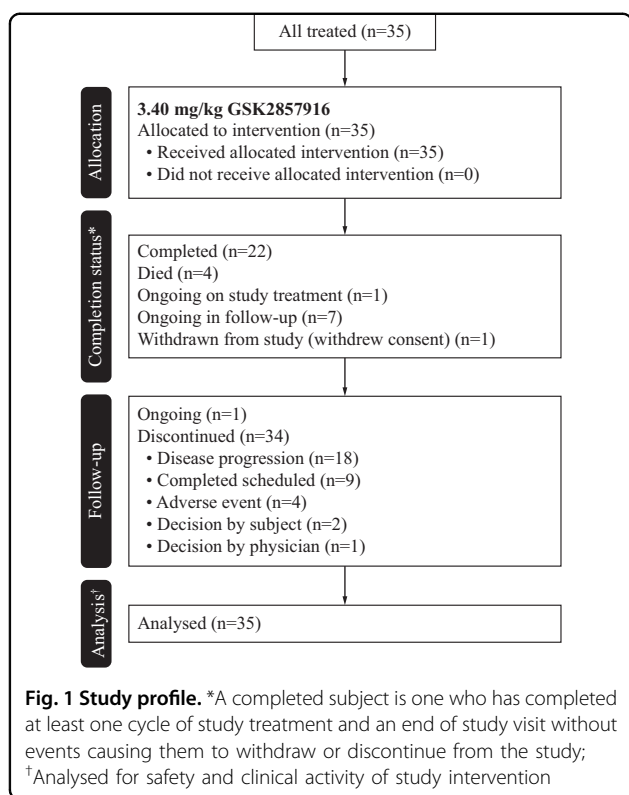 All treated (n=35)
Allocation
3.40 mg/kg GSK2857916
Allocated to intervention (n=35)
• Received allocated intervention (n=35)
• Did not receive allocated intervention (n=0)
Completion status*
Completed (n=22)
Died (n=4)
Ongoing on study treatment (n=1)
Ongoing in follow-up (n=7)
Withdrawn from study (withdrew consent) (n=1)
Follow-up
Ongoing (n=1)
Discontinued (n=34)
• Disease progression (n=18)
• Completed scheduled (n=9)
• Adverse event (n=4)
• Decision by subject (n=2)
• Decision by physician (n=1)
Analysis†
Analysed (n=35)
Fig. 1 Study profile. *A completed subject is one who has completed
at least one cycle of study treatment and an end of study visit without
events causing them to withdraw or discontinue from the study;
†Analysed for safety and clinical activity of study intervention